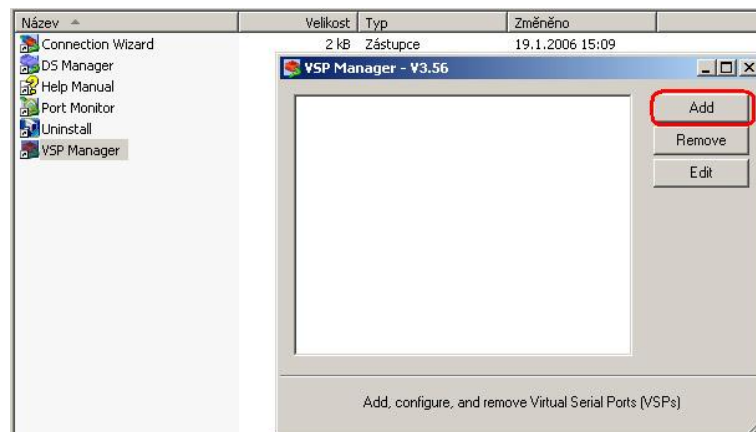 Název Velikost Typ Změněno
Connection Wizard 2 kB Zástupce 19.1.2006 15:09
DS Manager
Help Manual
Port Monitor
Uninstall
VSP Manager
VSP Manager - V3.56
Add
Remove
Edit
Add, configure, and remove Virtual Serial Ports (VSPs)